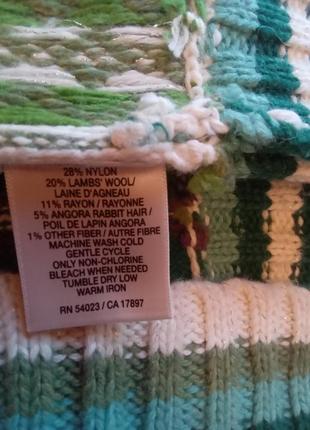 28% NYLON
20% LAMBS' WOOL/
LAINE D'AGNEAU
11% RAYON / RAYONNE
5% ANGORA RABBIT HAIR /
POIL DE LAPIN ANGORA
1% OTHER FIBER / AUTRE FIBRE
MACHINE WASH COLD
GENTLE CYCLE
ONLY NON-CHLORINE
BLEACH WHEN NEEDED
TUMBLE DRY LOW
WARM IRON
RN 54023 / CA 17897